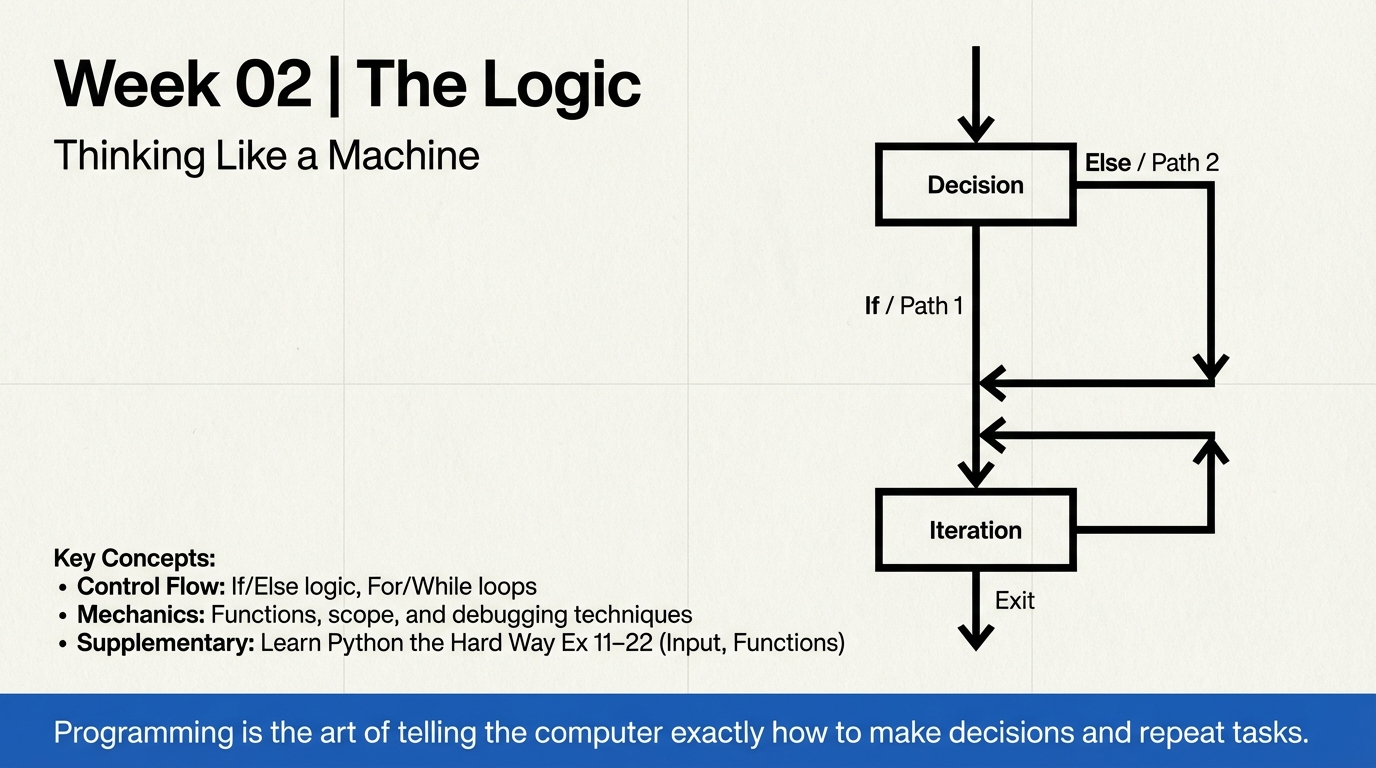 Week 02 | The Logic
Thinking Like a Machine
Decision
Else / Path 2
If / Path 1
Iteration
Exit
Key Concepts:
• Control Flow: If/Else logic, For/While loops
• Mechanics: Functions, scope, and debugging techniques
• Supplementary: Learn Python the Hard Way Ex 11–22 (Input, Functions)
Programming is the art of telling the computer exactly how to make decisions and repeat tasks.